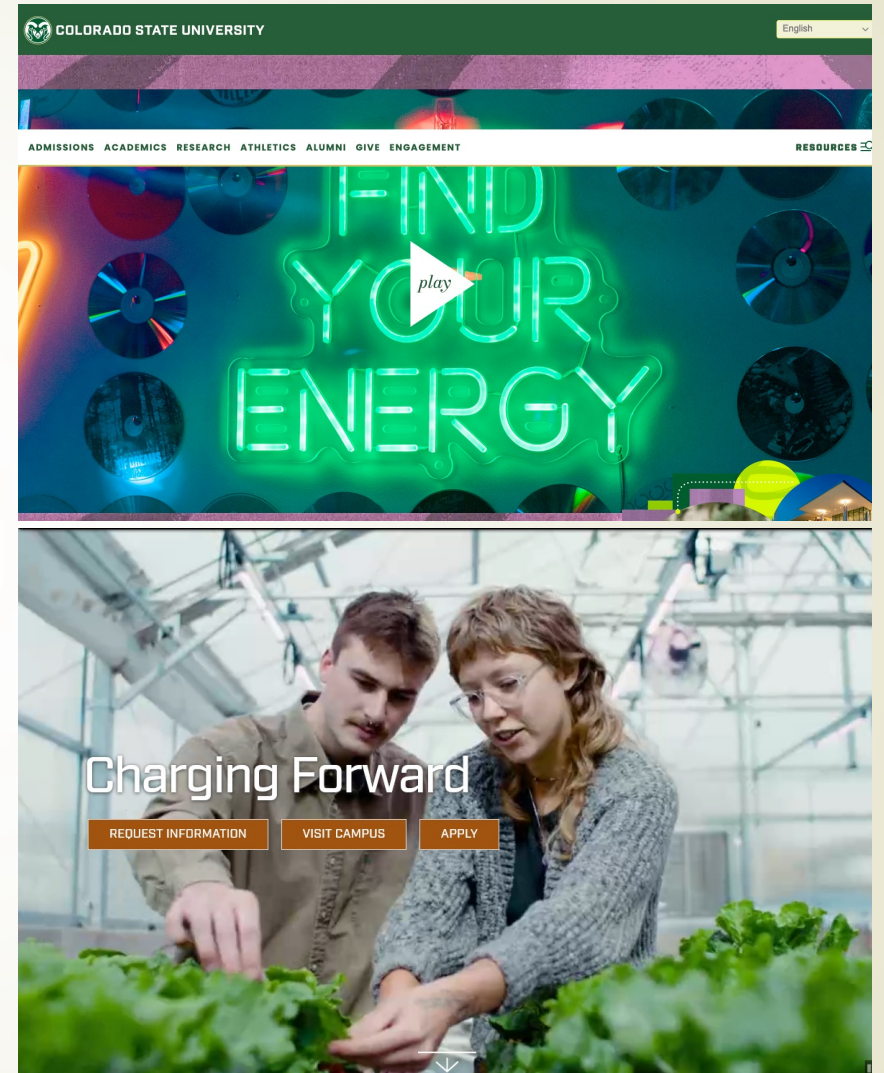 COLORADO STATE UNIVERSITY
English
ADMISSIONS ACADEMICS RESEARCH ATHLETICS ALUMNI GIVE ENGAGEMENT
RESOURCES
FIND
YOUR
play
ENERGY
Charging Forward
REQUEST INFORMATION VISIT CAMPUS APPLY